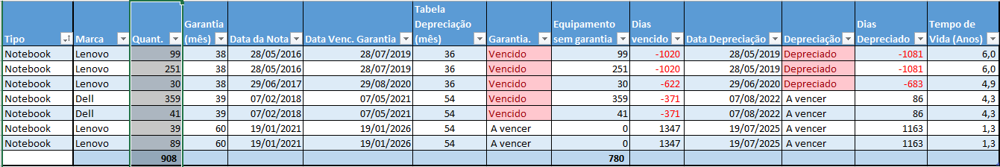 Tipo Marca Quant. Garantia (mês) Data da Nota Data Venc. Garantia Tabela Depreciação (mês) Garantia. Equipamento sem garantia Dias vencido Data Depreciação Depreciação Dias Depreciado Tempo de Vida (Anos)
Notebook Lenovo 99 38 28/05/2016 28/07/2019 36 Vencido 99 -1020 28/05/2019 Depreciado -1081 6,0
Notebook Lenovo 251 38 28/05/2016 28/07/2019 36 Vencido 251 -1020 28/05/2019 Depreciado -1081 6,0
Notebook Lenovo 30 38 29/06/2017 29/08/2020 36 Vencido 30 -622 29/06/2020 Depreciado -683 4,9
Notebook Dell 359 39 07/02/2018 07/05/2021 54 Vencido 359 -371 07/08/2022 A vencer 86 4,3
Notebook Dell 41 39 07/02/2018 07/05/2021 54 Vencido 41 -371 07/08/2022 A vencer 86 4,3
Notebook Lenovo 39 60 19/01/2021 19/01/2026 54 A vencer 0 1347 19/07/2025 A vencer 1163 1,3
Notebook Lenovo 89 60 19/01/2021 19/01/2026 54 A vencer 0 1347 19/07/2025 A vencer 1163 1,3
908 780